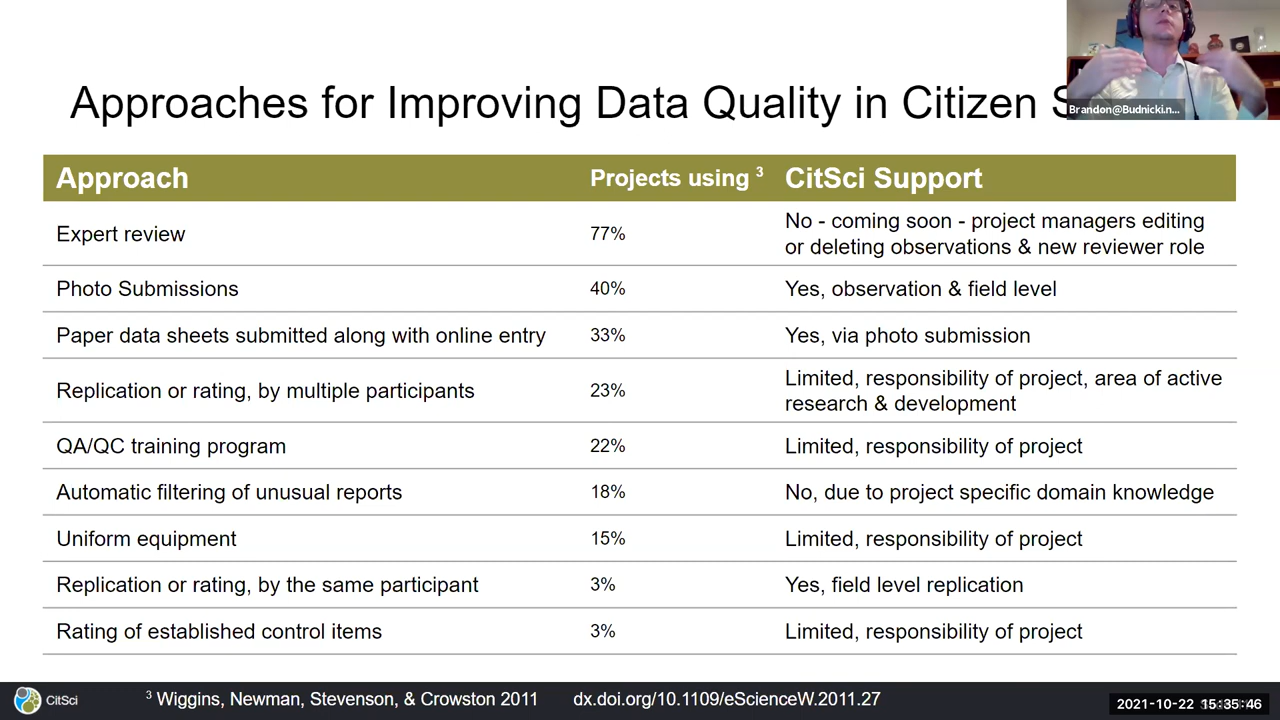 Approaches for Improving Data Quality in Citizen
Brandon@Budnicki.n...
Approach Projects using ³ CitSci Support
Expert review 77% No - coming soon - project managers editing
or deleting observations & new reviewer role
Photo Submissions 40% Yes, observation & field level
Paper data sheets submitted along with online entry 33% Yes, via photo submission
Replication or rating, by multiple participants 23% Limited, responsibility of project, area of active
research & development
QA/QC training program 22% Limited, responsibility of project
Automatic filtering of unusual reports 18% No, due to project specific domain knowledge
Uniform equipment 15% Limited, responsibility of project
Replication or rating, by the same participant 3% Yes, field level replication
Rating of established control items 3% Limited, responsibility of project
CitSci ³ Wiggins, Newman, Stevenson, & Crowston 2011 dx.doi.org/10.1109/eScienceW.2011.27
2021-10-22 15:35:46